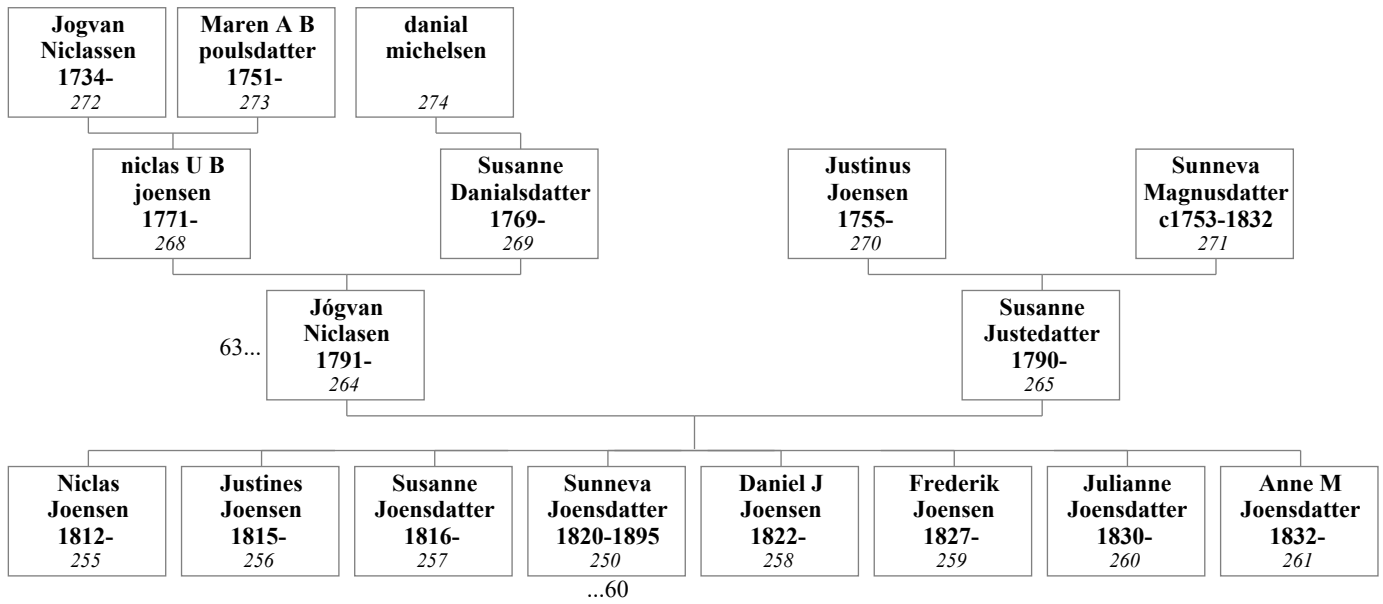 Jogvan
Niclassen
1734-
272
Maren A B
poulsdatter
1751-
273
danial
michelsen
274
niclas U B
joensen
1771-
268
Susanne
Danialsdatter
1769-
269
Justinus
Joensen
1755-
270
Sunneva
Magnusdatter
c1753-1832
271
63...
Jógvan
Niclasen
1791-
264
Susanne
Justedatter
1790-
265
Niclas
Joensen
1812-
255
Justines
Joensen
1815-
256
Susanne
Joensdatter
1816-
257
Sunneva
Joensdatter
1820-1895
250
...60
Daniel J
Joensen
1822-
258
Frederik
Joensen
1827-
259
Julianne
Joensdatter
1830-
260
Anne M
Joensdatter
1832-
261